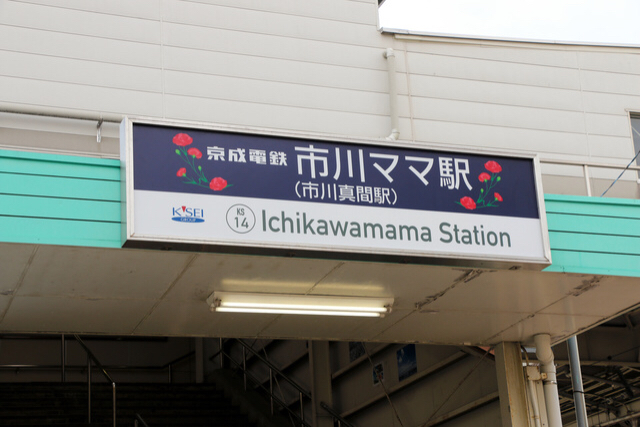 京成電鉄 市川ママ駅
(市川真間駅)
KEISEI
GROUP
KS
14
Ichikawamama Station